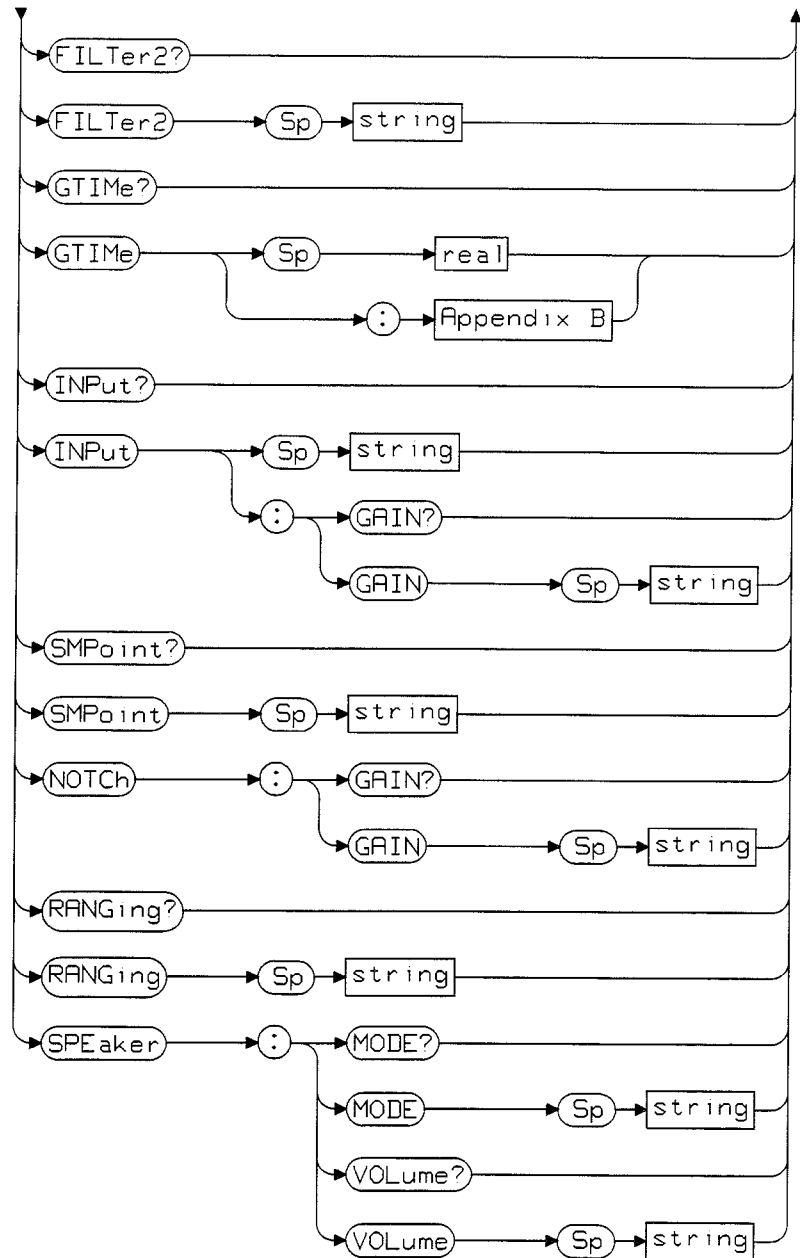 FILTer2?
FILTer2 Sp string
GTIMe?
GTIMe Sp real
: Appendix B
INPut?
INPut Sp string
: GAIN?
GAIN Sp string
SMPoint?
SMPoint Sp string
NOTCh : GAIN?
GAIN Sp string
RANGing?
RANGing Sp string
SPEaker : MODE?
MODE Sp string
VOLume?
VOLume Sp string